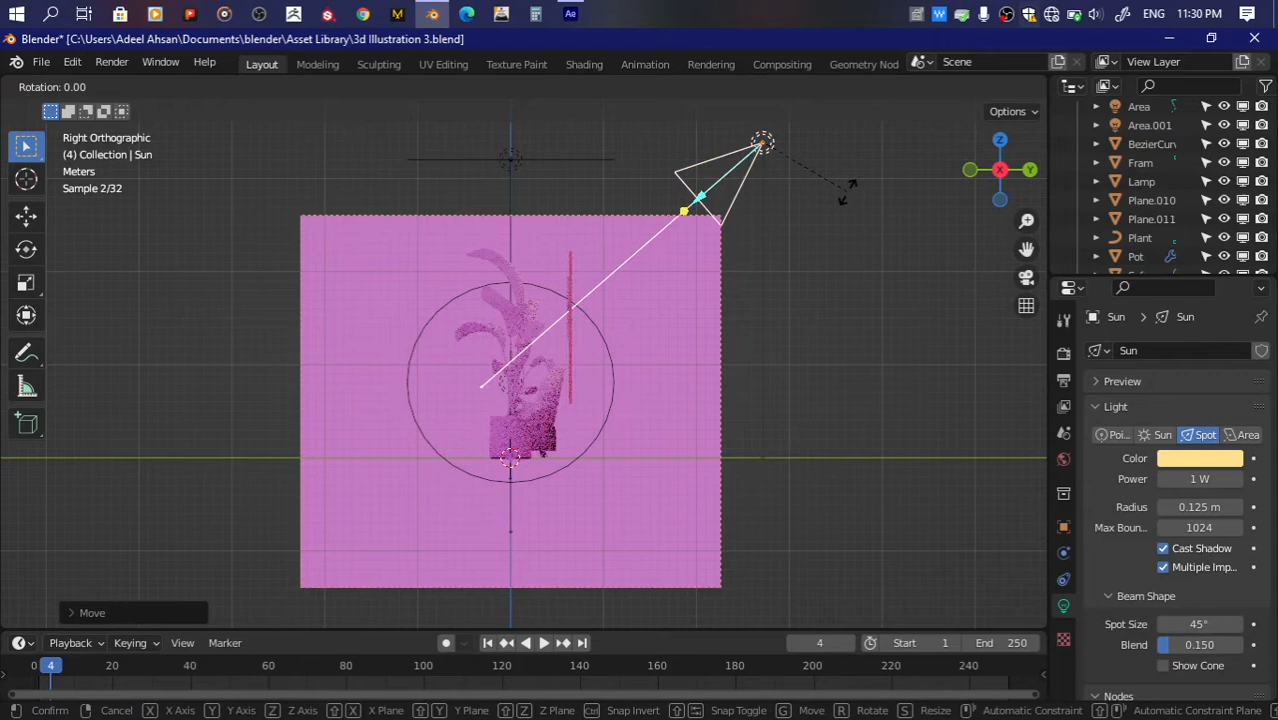 ENG 11:30 PM
Blender* [C:\Users\Adeel Ahsan\Documents\blender\Asset Library\3d Illustration 3.blend]
File Edit Render Window Help Layout Modeling Sculpting UV Editing Texture Paint Shading Animation Rendering Compositing Geometry Nod Scene View Layer
Rotation: 0.00
Options
Right Orthographic
(4) Collection | Sun
Meters
Sample 2/32
Z
X
Y
Area
Area.001
BezierCurv
Fram
Lamp
Plane.010
Plane.011
Plant
Pot
Sun > Sun
Sun
Preview
Light
Poi... Sun Spot Area
Color
Power 1 W
Radius 0.125 m
Max Boun... 1024
Cast Shadow
Multiple Imp...
Beam Shape
Spot Size 45°
Blend 0.150
Show Cone
Nodes
> Move
Playback Keying View Marker 4 Start 1 End 250
0 4 20 40 60 80 100 120 140 160 180 200 220 240
Confirm Cancel X X Axis Y Y Axis Z Z Axis X X Plane Y Y Plane Z Z Plane Ctrl Snap Invert Snap Toggle G Move R Rotate S Resize Automatic Constraint Automatic Constraint Plane